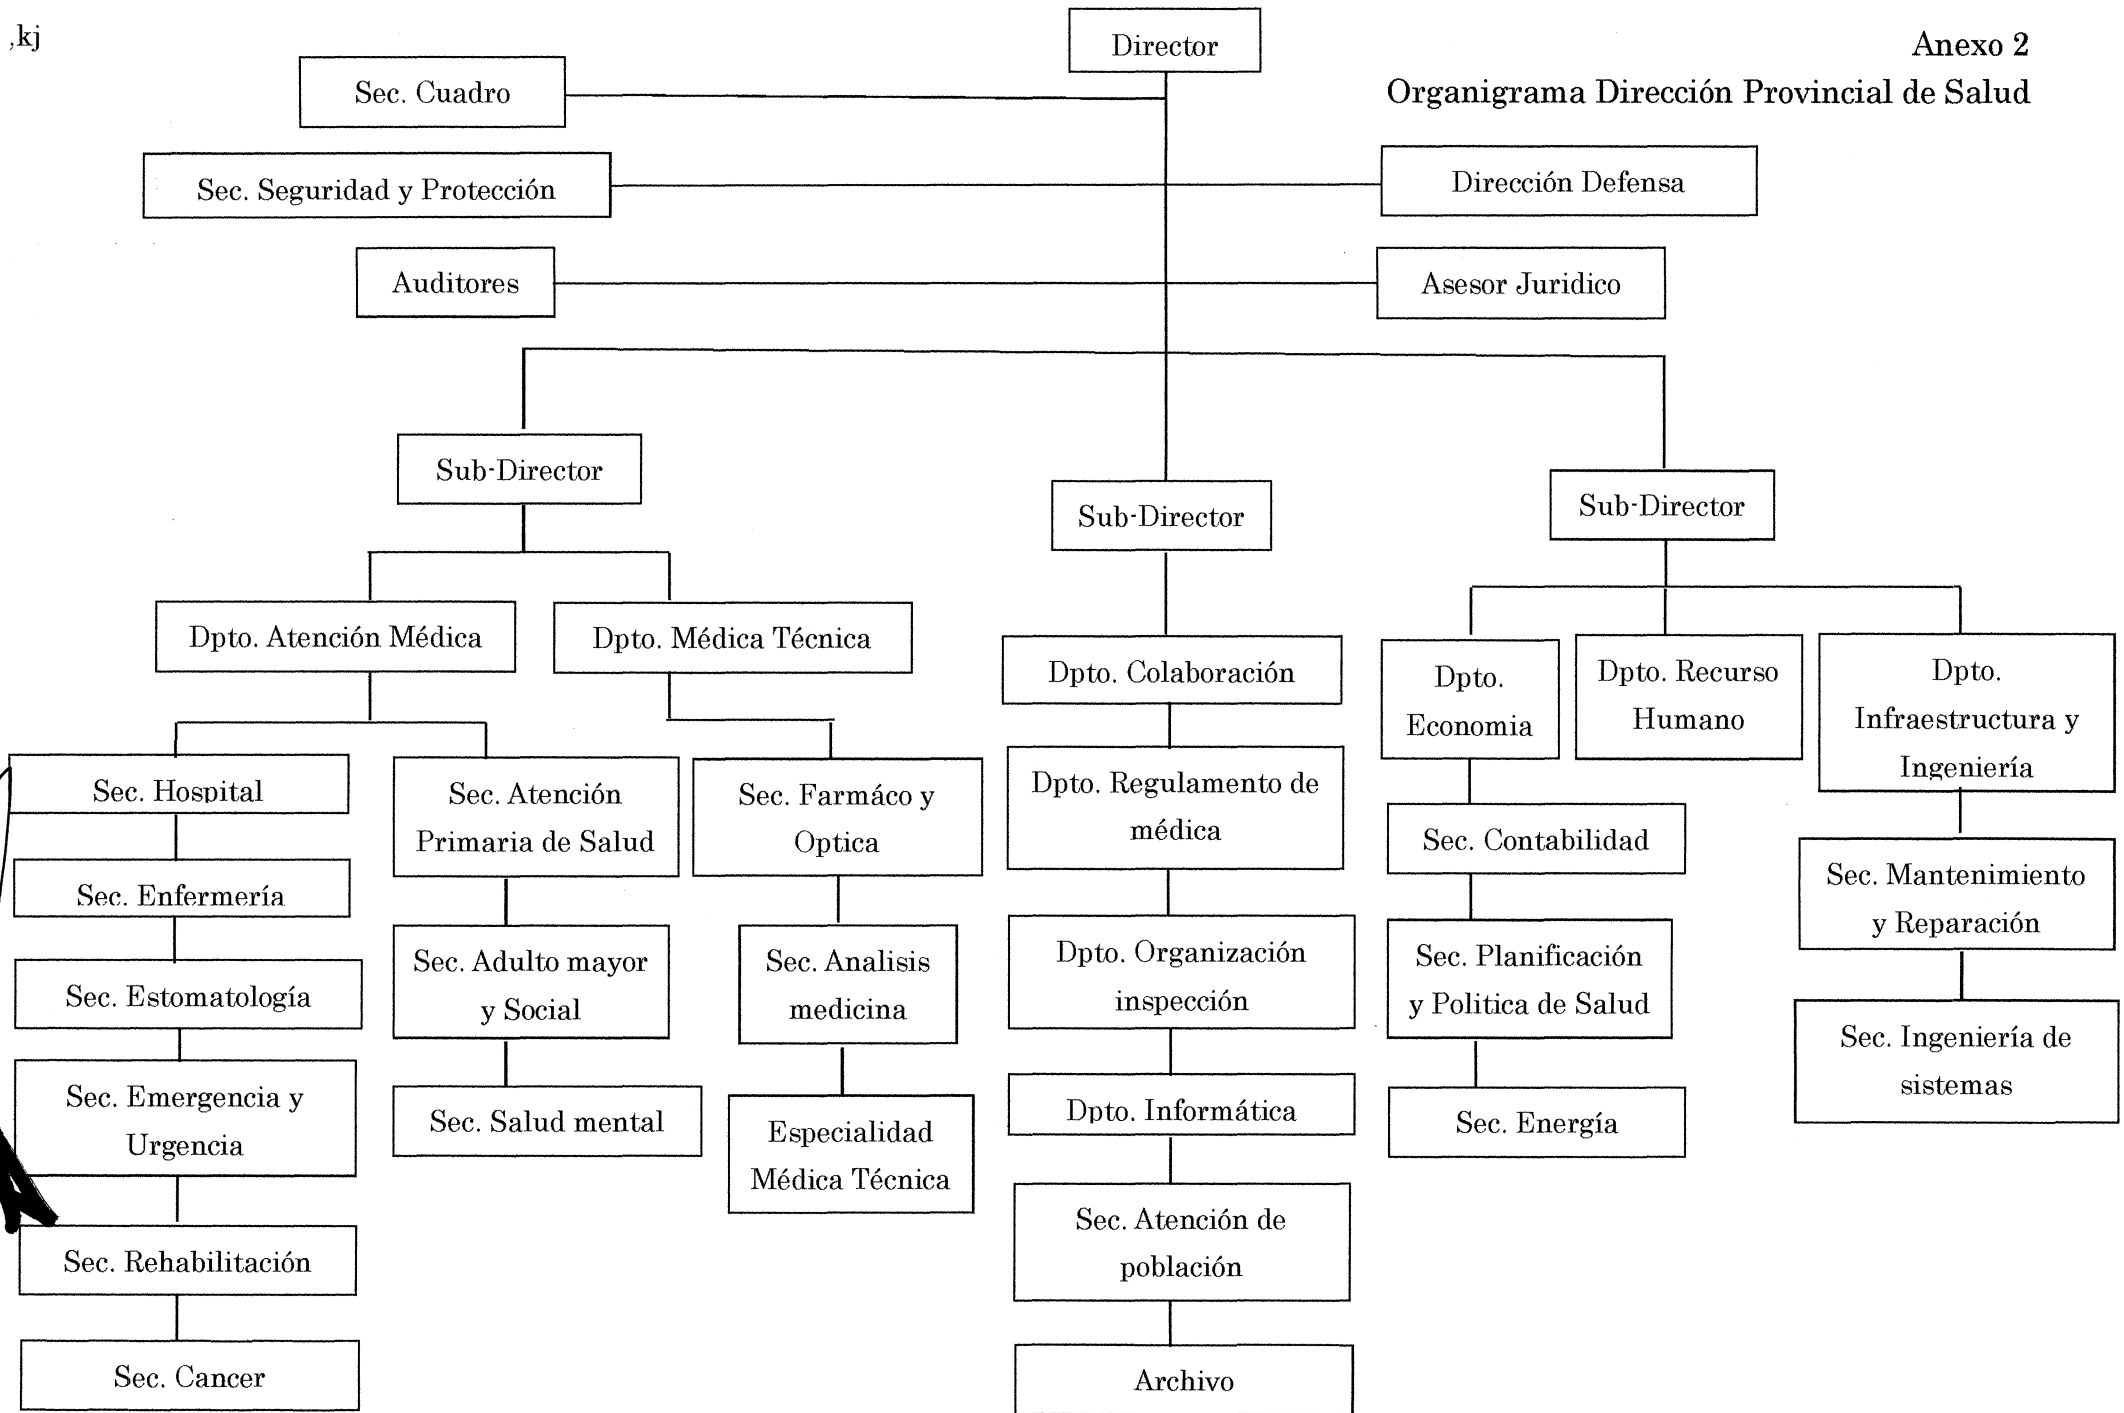 ,kj
Anexo 2
Organigrama Dirección Provincial de Salud
Director
Sec. Cuadro
Sec. Seguridad y Protección
Dirección Defensa
Auditores
Asesor Juridico
Sub-Director
Sub-Director
Sub-Director
Dpto. Atención Médica
Dpto. Médica Técnica
Sec. Hospital
Sec. Enfermería
Sec. Estomatología
Sec. Emergencia y
Urgencia
Sec. Rehabilitación
Sec. Cancer
Sec. Atención
Primaria de Salud
Sec. Adulto mayor
y Social
Sec. Salud mental
Sec. Farmáco y
Optica
Sec. Analisis
medicina
Especialidad
Médica Técnica
Dpto. Colaboración
Dpto. Regulamento de
médica
Dpto. Organización
inspección
Dpto. Informática
Sec. Atención de
población
Archivo
Dpto.
Economia
Sec. Contabilidad
Sec. Planificación
y Politica de Salud
Sec. Energía
Dpto. Recurso
Humano
Dpto.
Infraestructura y
Ingeniería
Sec. Mantenimiento
y Reparación
Sec. Ingeniería de
sistemas